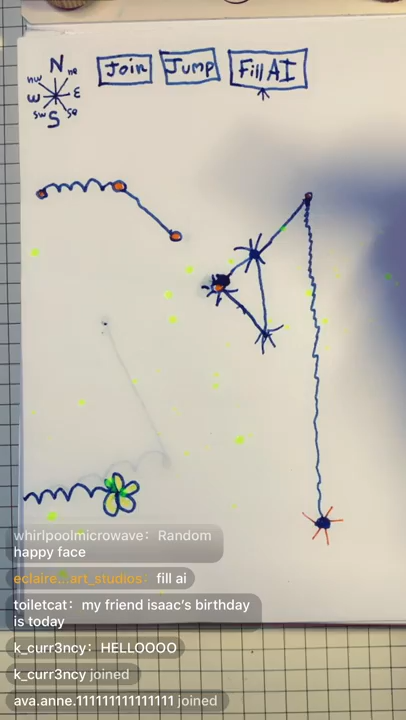 N
nw ne
W E
sw se
S
Join Jump Fill AI
whirlpoolmicrowave: Random
happy face
eclaire...art_studios: fill ai
toiletcat: my friend isaac's birthday
is today
k_curr3ncy: HELLOOOO
k_curr3ncy joined
ava.anne.111111111111111 joined